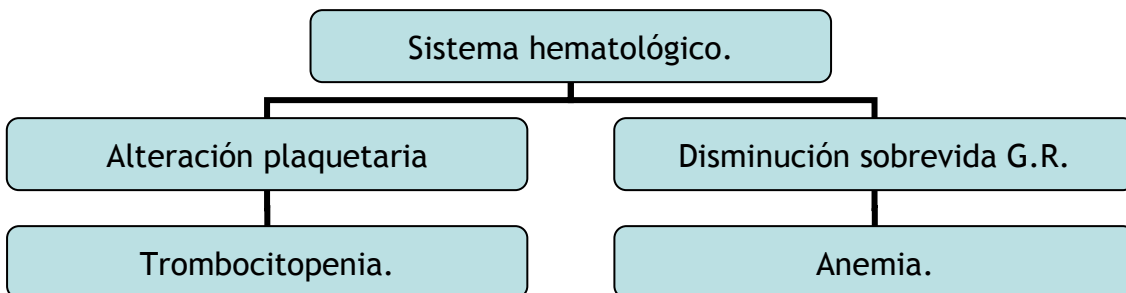 Sistema hematológico.
Alteración plaquetaria
Disminución sobrevida G.R.
Trombocitopenia.
Anemia.